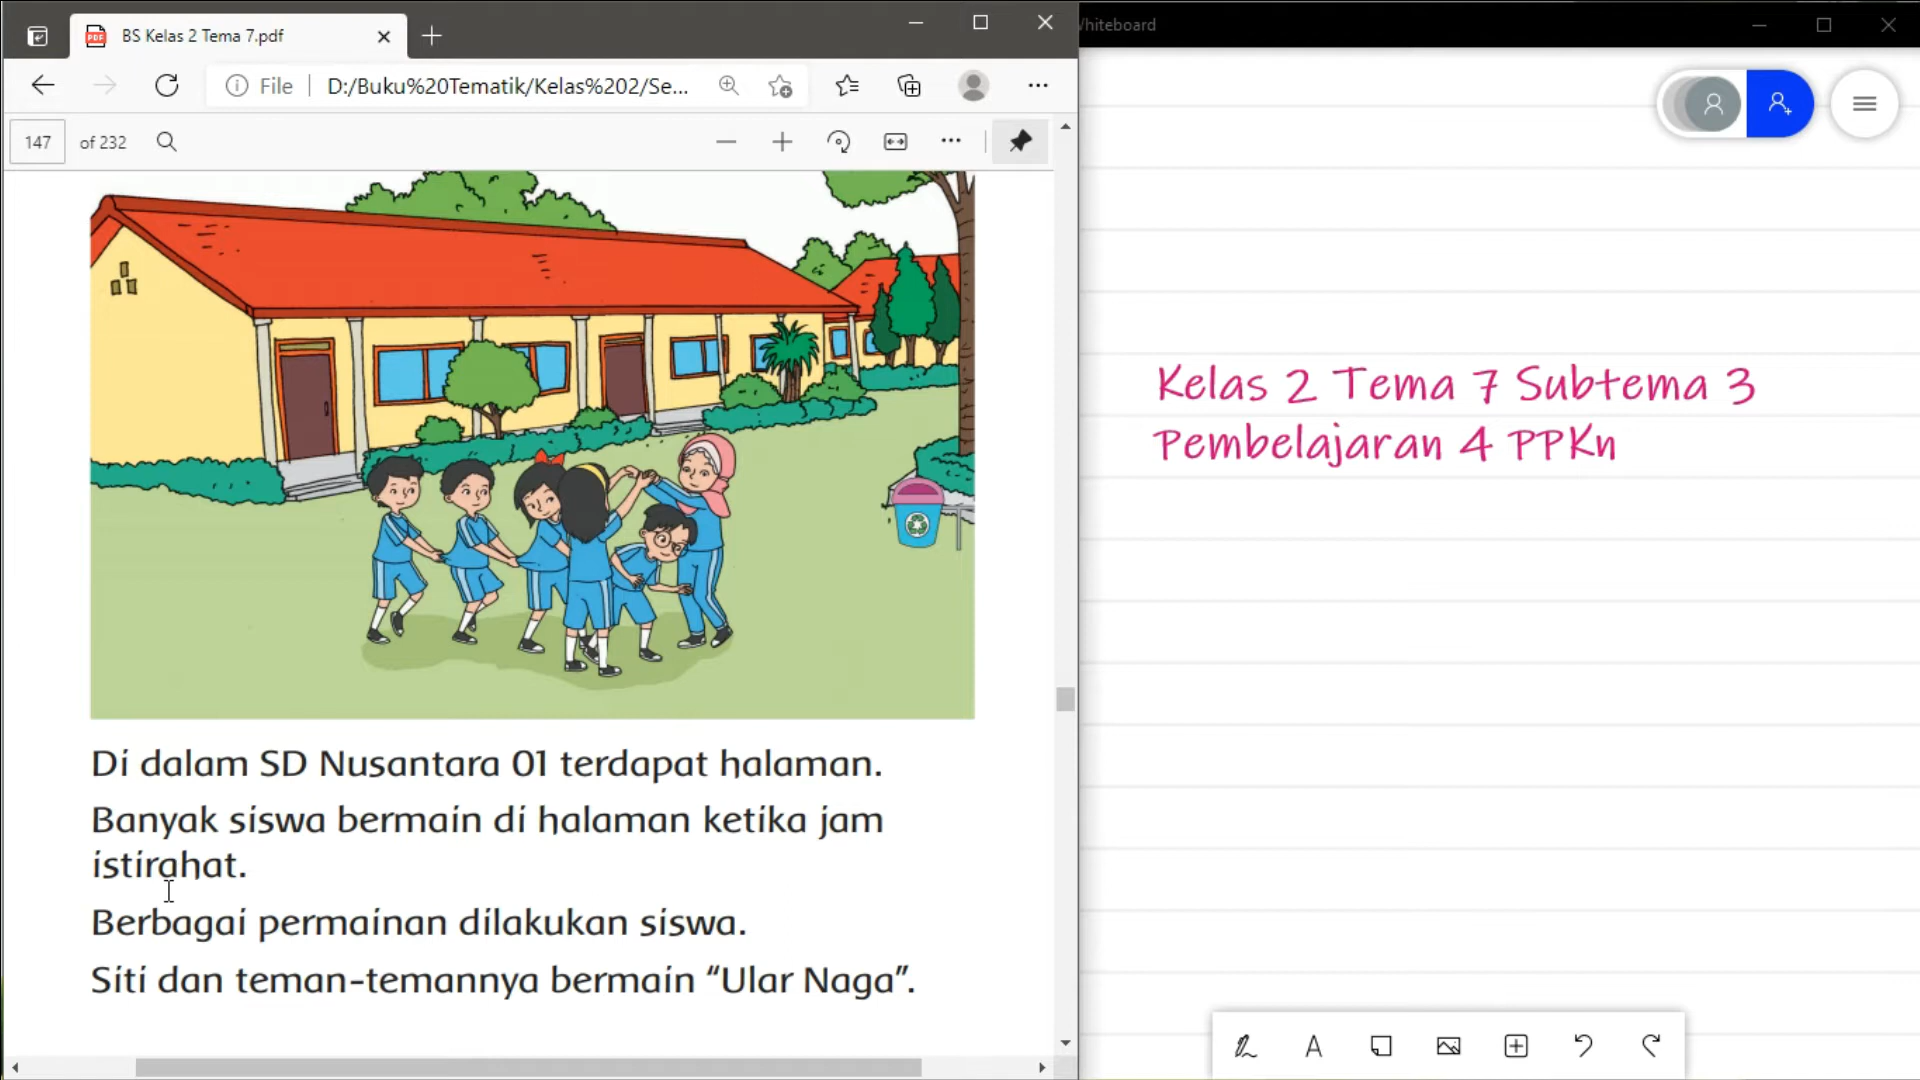 BS Kelas 2 Tema 7.pdf
Whiteboard
File
D:/Buku%20Tematik/Kelas%202/Se...
147 of 232
Kelas 2 Tema 7 Subtema 3
Pembelajaran 4 PPKn
Di dalam SD Nusantara 01 terdapat halaman.
Banyak siswa bermain di halaman ketika jam
istirahat.
Berbagai permainan dilakukan siswa.
Siti dan teman-temannya bermain “Ular Naga”.